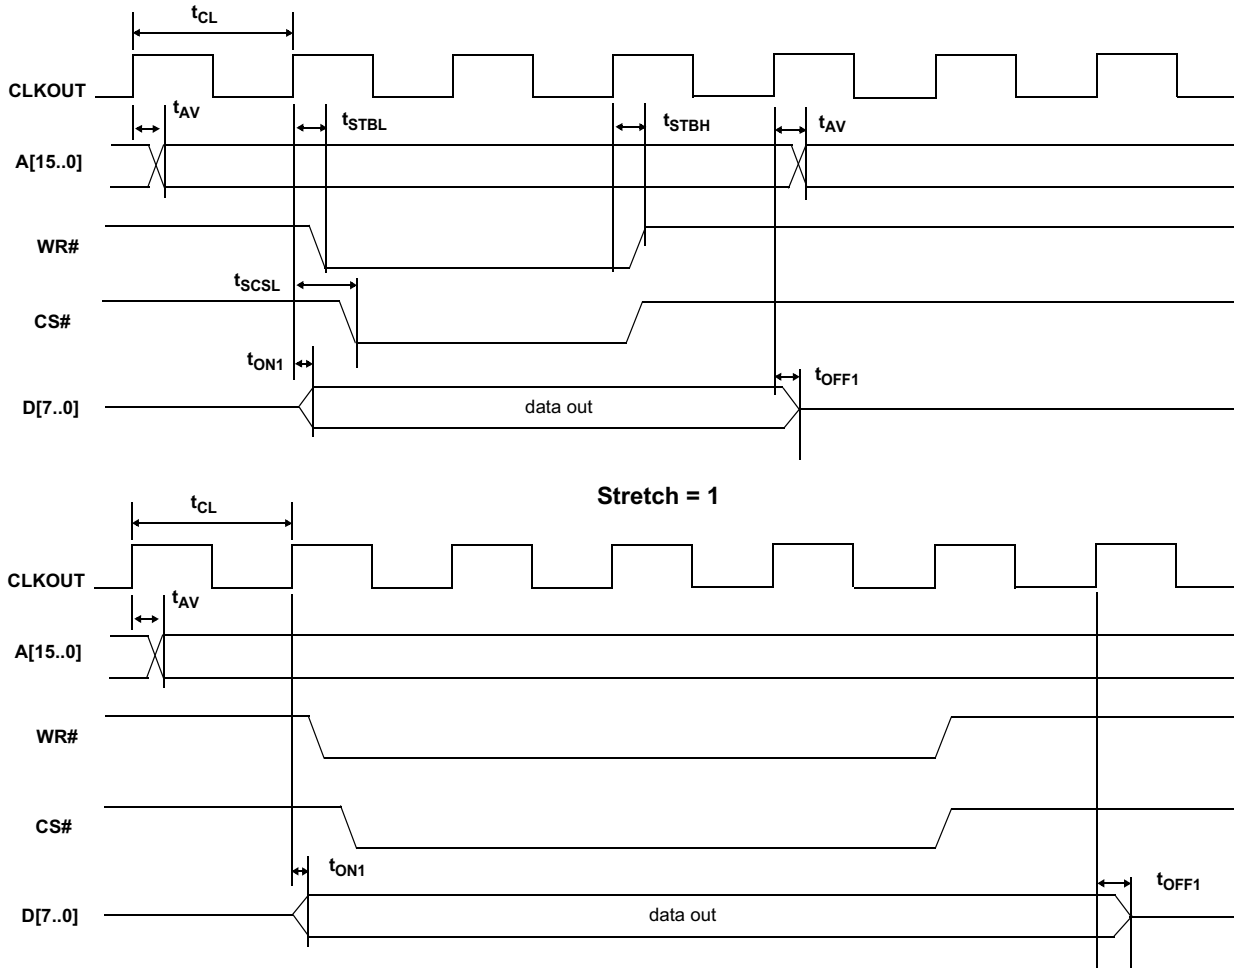 tCL
CLKOUT
tAV
tSTBL
tSTBH
tAV
A[15..0]
WR#
tSCSL
CS#
tON1
tOFF1
D[7..0]
data out
Stretch = 1
tCL
CLKOUT
tAV
A[15..0]
WR#
CS#
tON1
tOFF1
D[7..0]
data out